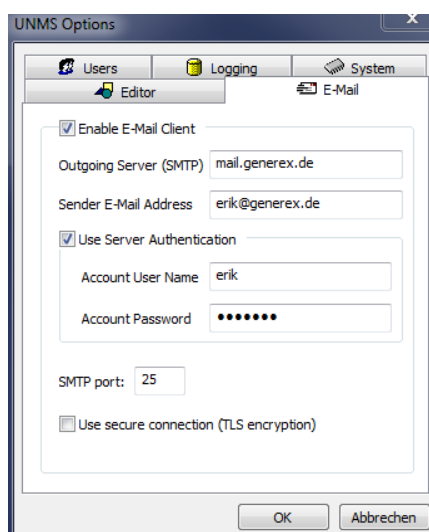 UNMS Options
x
Users Logging System
Editor E-Mail
Enable E-Mail Client
Outgoing Server (SMTP) mail.generex.de
Sender E-Mail Address erik@generex.de
Use Server Authentication
Account User Name erik
Account Password •••••••
SMTP port: 25
Use secure connection (TLS encryption)
OK Abbrechen